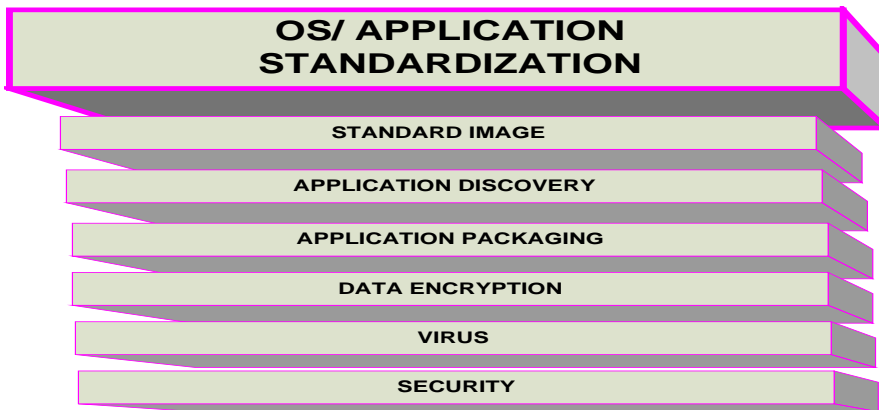 OS/ APPLICATION
STANDARDIZATION
STANDARD IMAGE
APPLICATION DISCOVERY
APPLICATION PACKAGING
DATA ENCRYPTION
VIRUS
SECURITY